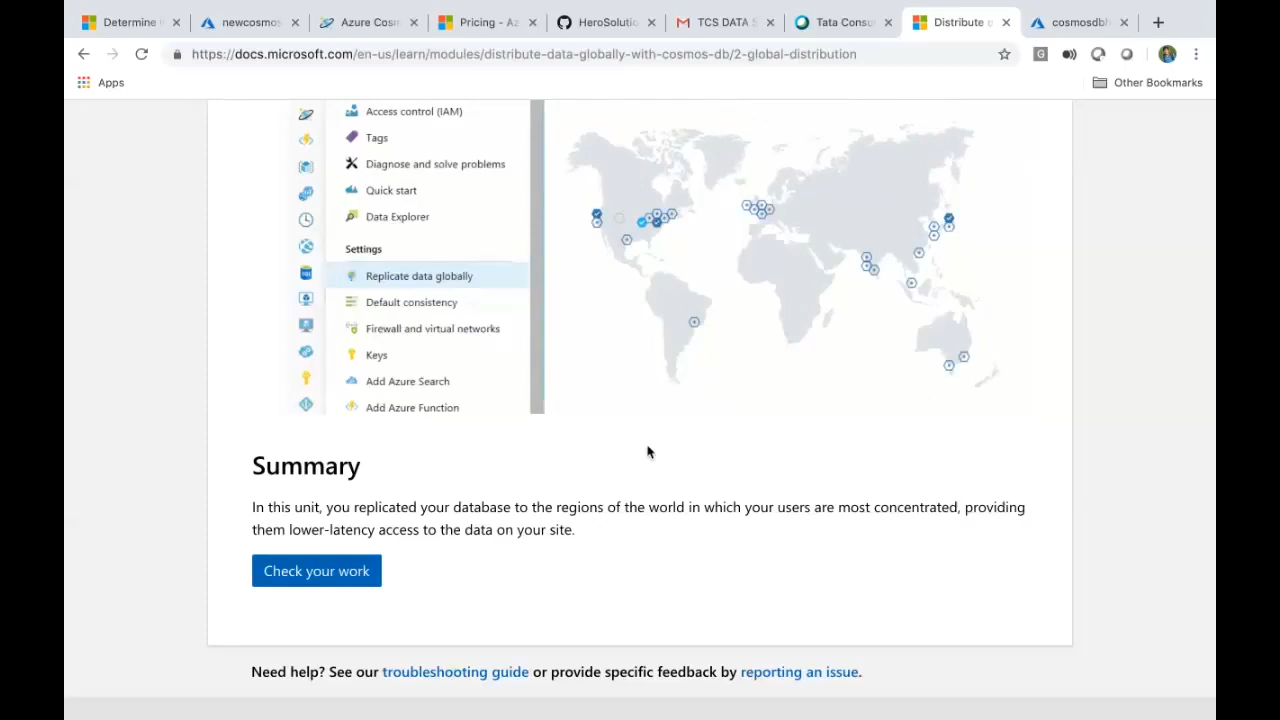 Determine
newcosmos
Azure Cosm
Pricing - Az
HeroSolutio
TCS DATA S
Tata Consu
Distribute
cosmosdbh
https://docs.microsoft.com/en-us/learn/modules/distribute-data-globally-with-cosmos-db/2-global-distribution
Apps
Other Bookmarks
Access control (IAM)
Tags
Diagnose and solve problems
Quick start
Data Explorer
Settings
Replicate data globally
Default consistency
Firewall and virtual networks
Keys
Add Azure Search
Add Azure Function
Summary
In this unit, you replicated your database to the regions of the world in which your users are most concentrated, providing
them lower-latency access to the data on your site.
Check your work
Need help? See our troubleshooting guide or provide specific feedback by reporting an issue.